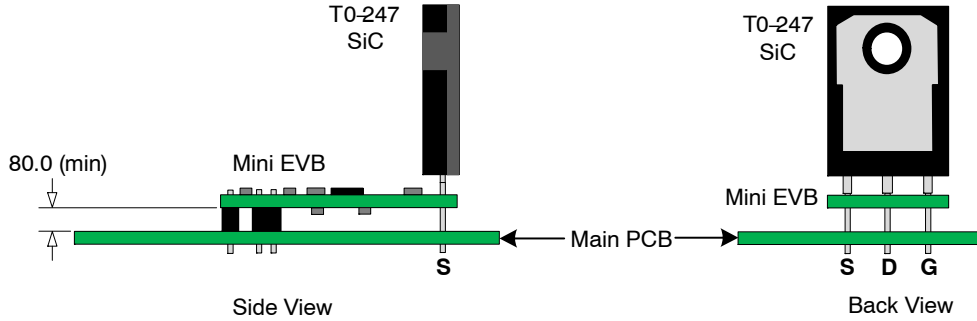 T0-247
SiC
T0-247
SiC
80.0 (min)
Mini EVB
Mini EVB
Main PCB
S
S D G
Side View
Back View